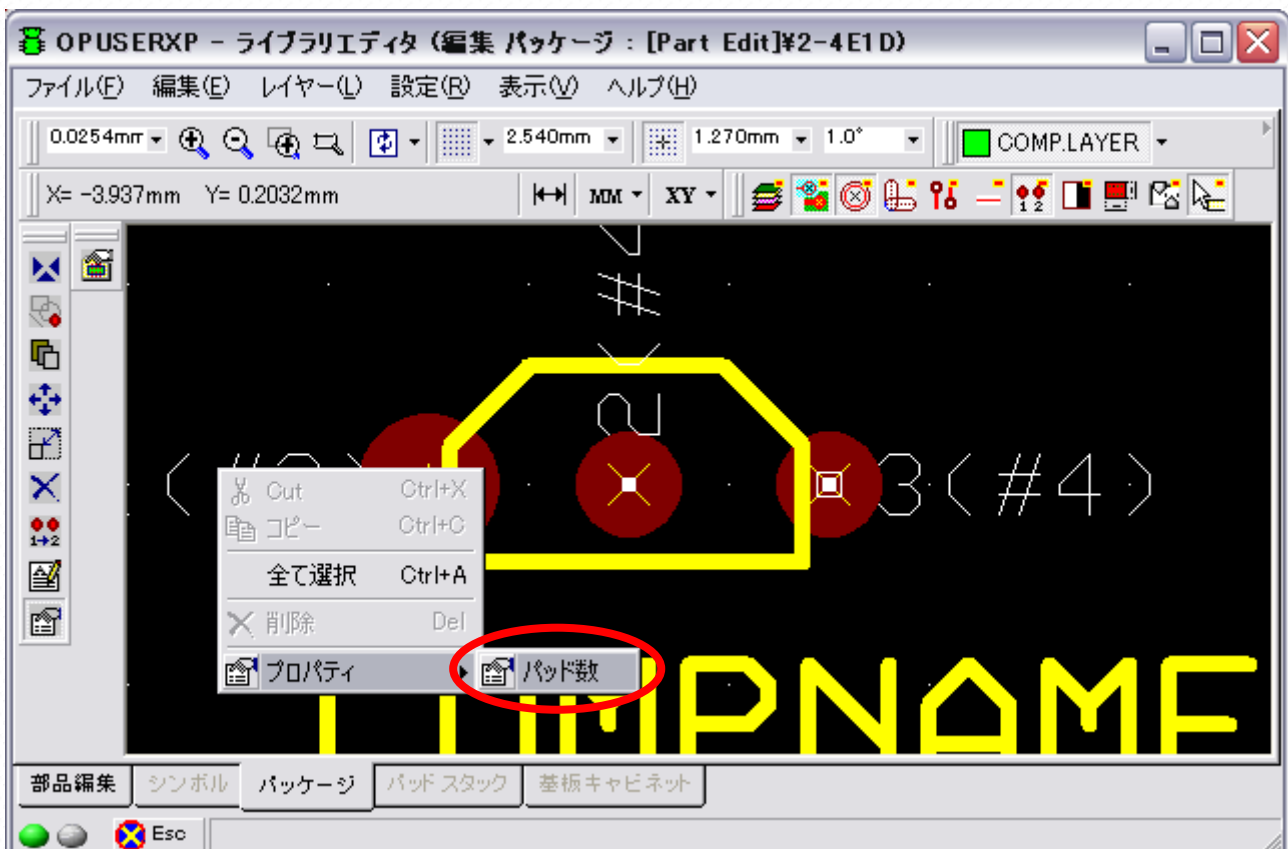 OPUSERXP - ライブラリエディタ (編集 パッケージ : [Part Edit]¥2-4E1D)
ファイル(F) 編集(E) レイヤー(L) 設定(R) 表示(V) ヘルプ(H)
0.0254mm 2.540mm 1.270mm 1.0° COMP.LAYER
X= -3.937mm Y= 0.2032mm MM XY
2(#
(#2) 3(#4)
Cut Ctrl+X
コピー Ctrl+C
全て選択 Ctrl+A
削除 Del
プロパティ パッド数
COMPNAME
部品編集 シンボル パッケージ パッド スタック 基板キャビネット
Esc